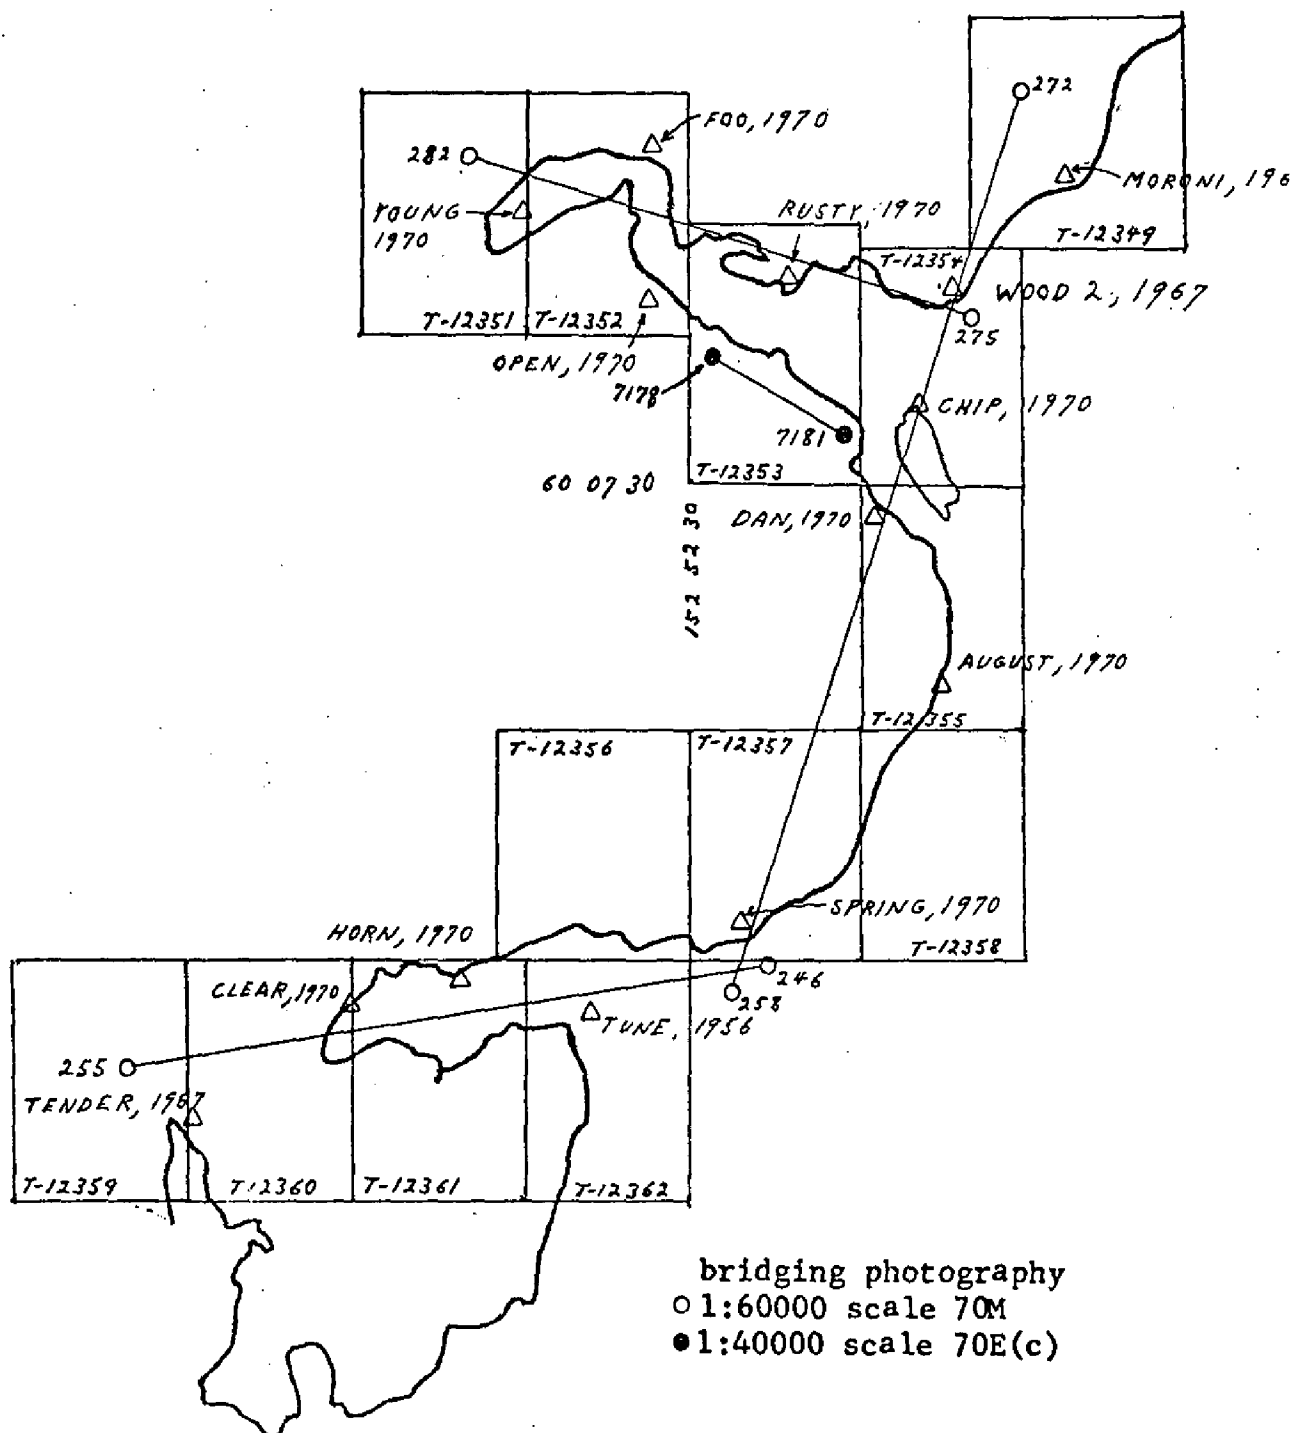 272
FOO, 1970
282
MORONI, 196
YOUNG
1970
RUSTY, 1970
T-12349
T-12354
WOOD 2, 1967
T-12351
T-12352
275
OPEN, 1970
7178
CHIP, 1970
7181
T-12353
60 07 30
152 52 30
DAN, 1970
AUGUST, 1970
T-12355
T-12356
T-12357
SPRING, 1970
HORN, 1970
T-12358
246
CLEAR, 1970
258
TUNE, 1956
255
TENDER, 1967
T-12359
T-12360
T-12361
T-12362
bridging photography
1:60000 scale 70M
1:40000 scale 70E(c)